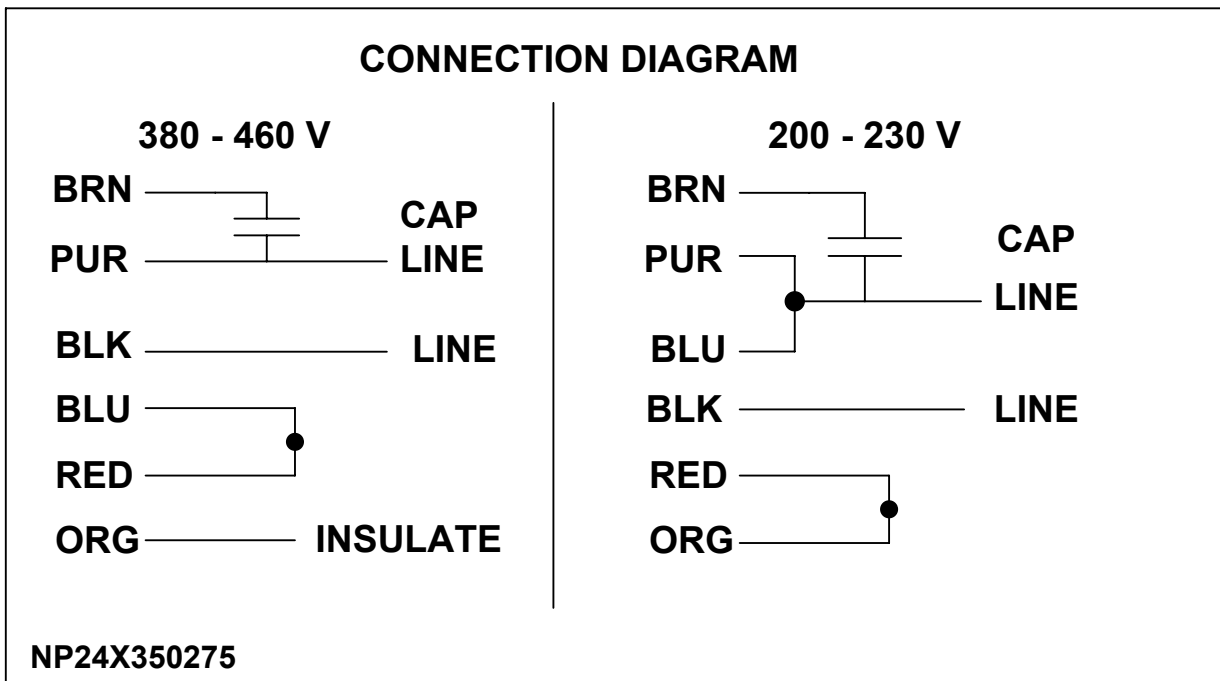 CONNECTION DIAGRAM
380 - 460 V
BRN
CAP
PUR
LINE
BLK
LINE
BLU
RED
ORG
INSULATE
200 - 230 V
BRN
CAP
PUR
LINE
BLU
BLK
LINE
RED
ORG
NP24X350275